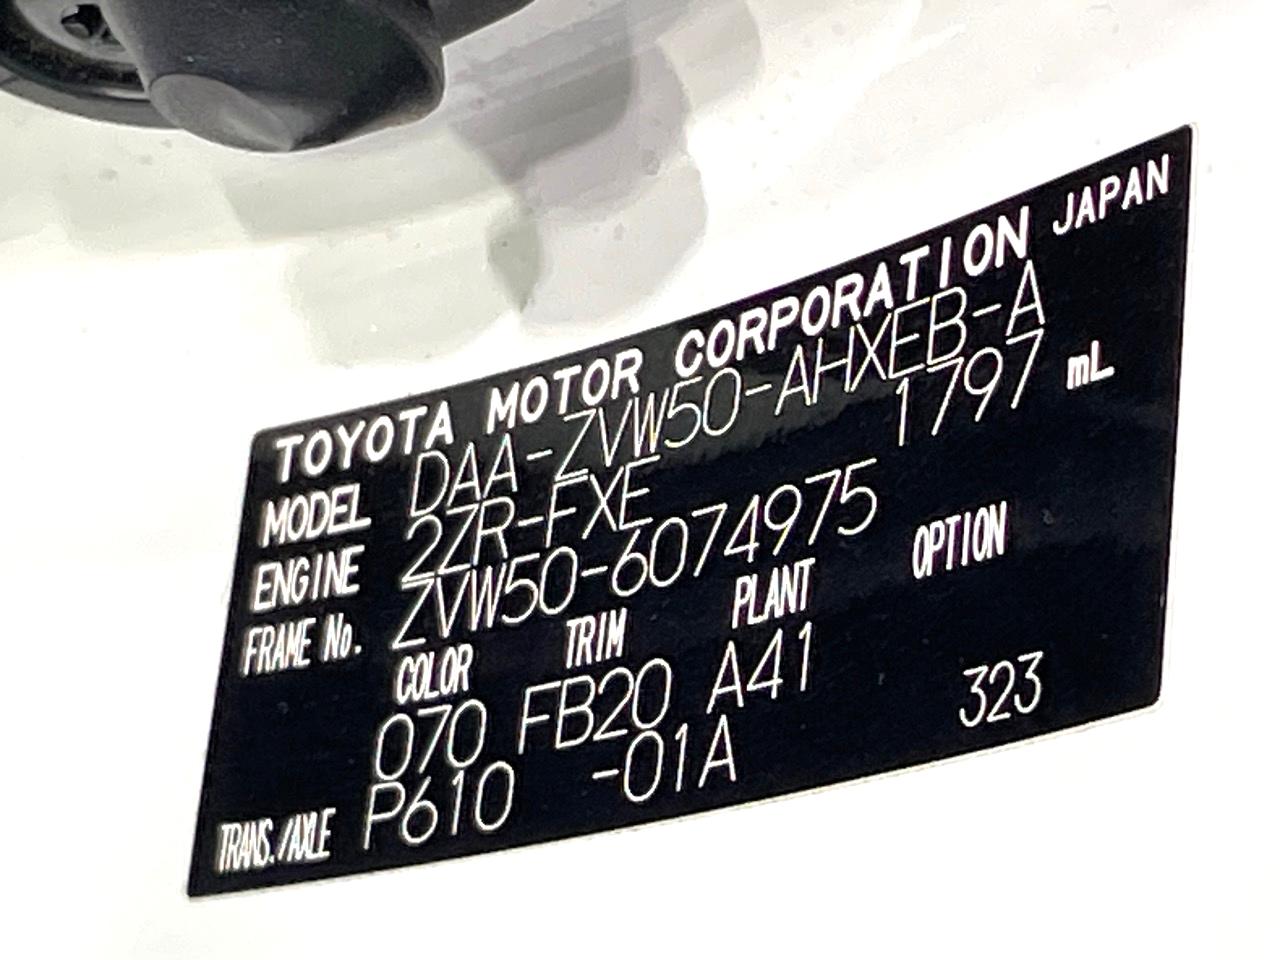 TOYOTA MOTOR CORPORATION JAPAN
MODEL DAA-ZVW50-AHXEB-A
ENGINE 2ZR-FXE 1797 mL
FRAME No. ZVW50-6074975
COLOR TRIM PLANT OPTION
070 FB20 A41
TRANS./AXLE P610 -01A 323